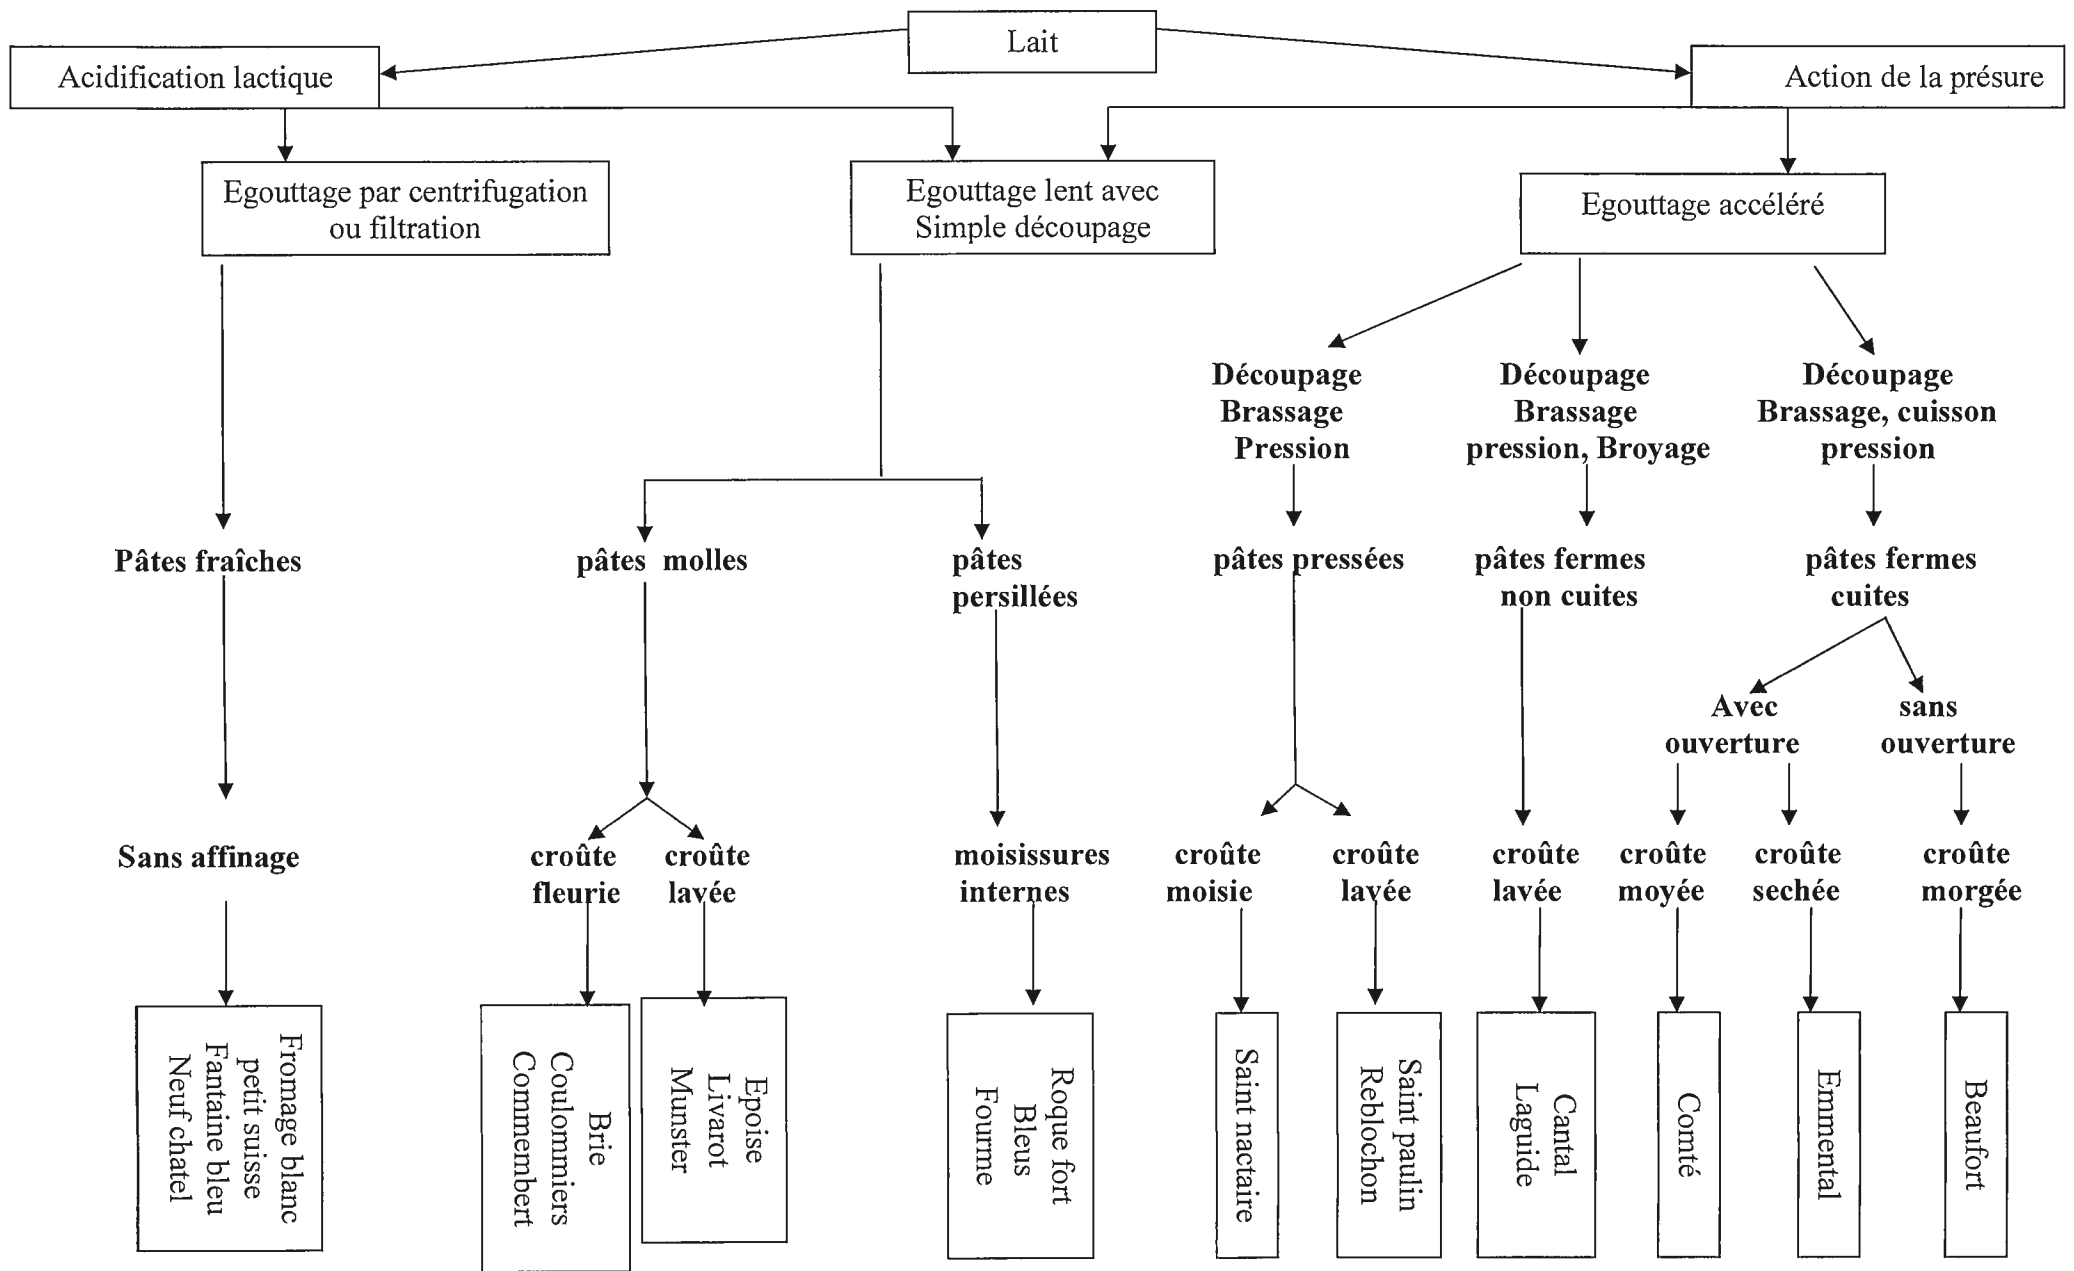 Lait
Acidification lactique
Action de la présure
Egouttage par centrifugation
ou filtration
Egouttage lent avec
Simple découpage
Egouttage accéléré
Découpage
Brassage
Pression
Découpage
Brassage
pression, Broyage
Découpage
Brassage, cuisson
pression
Pâtes fraîches
pâtes molles
pâtes
persillées
pâtes pressées
pâtes fermes
non cuites
pâtes fermes
cuites
Avec
ouverture
sans
ouverture
Sans affinage
croûte
fleurie
croûte
lavée
moisissures
internes
croûte
moisie
croûte
lavée
croûte
lavée
croûte
moyée
croûte
sechée
croûte
morgée
Fromage blanc
petit suisse
Fantaine bleu
Neuf chatel
Brie
Coulommiers
Commembert
Epoise
Livarot
Munster
Roque fort
Bleus
Fourme
Saint nactaire
Saint paulin
Reblochon
Cantal
Laguide
Comté
Emmental
Beaufort